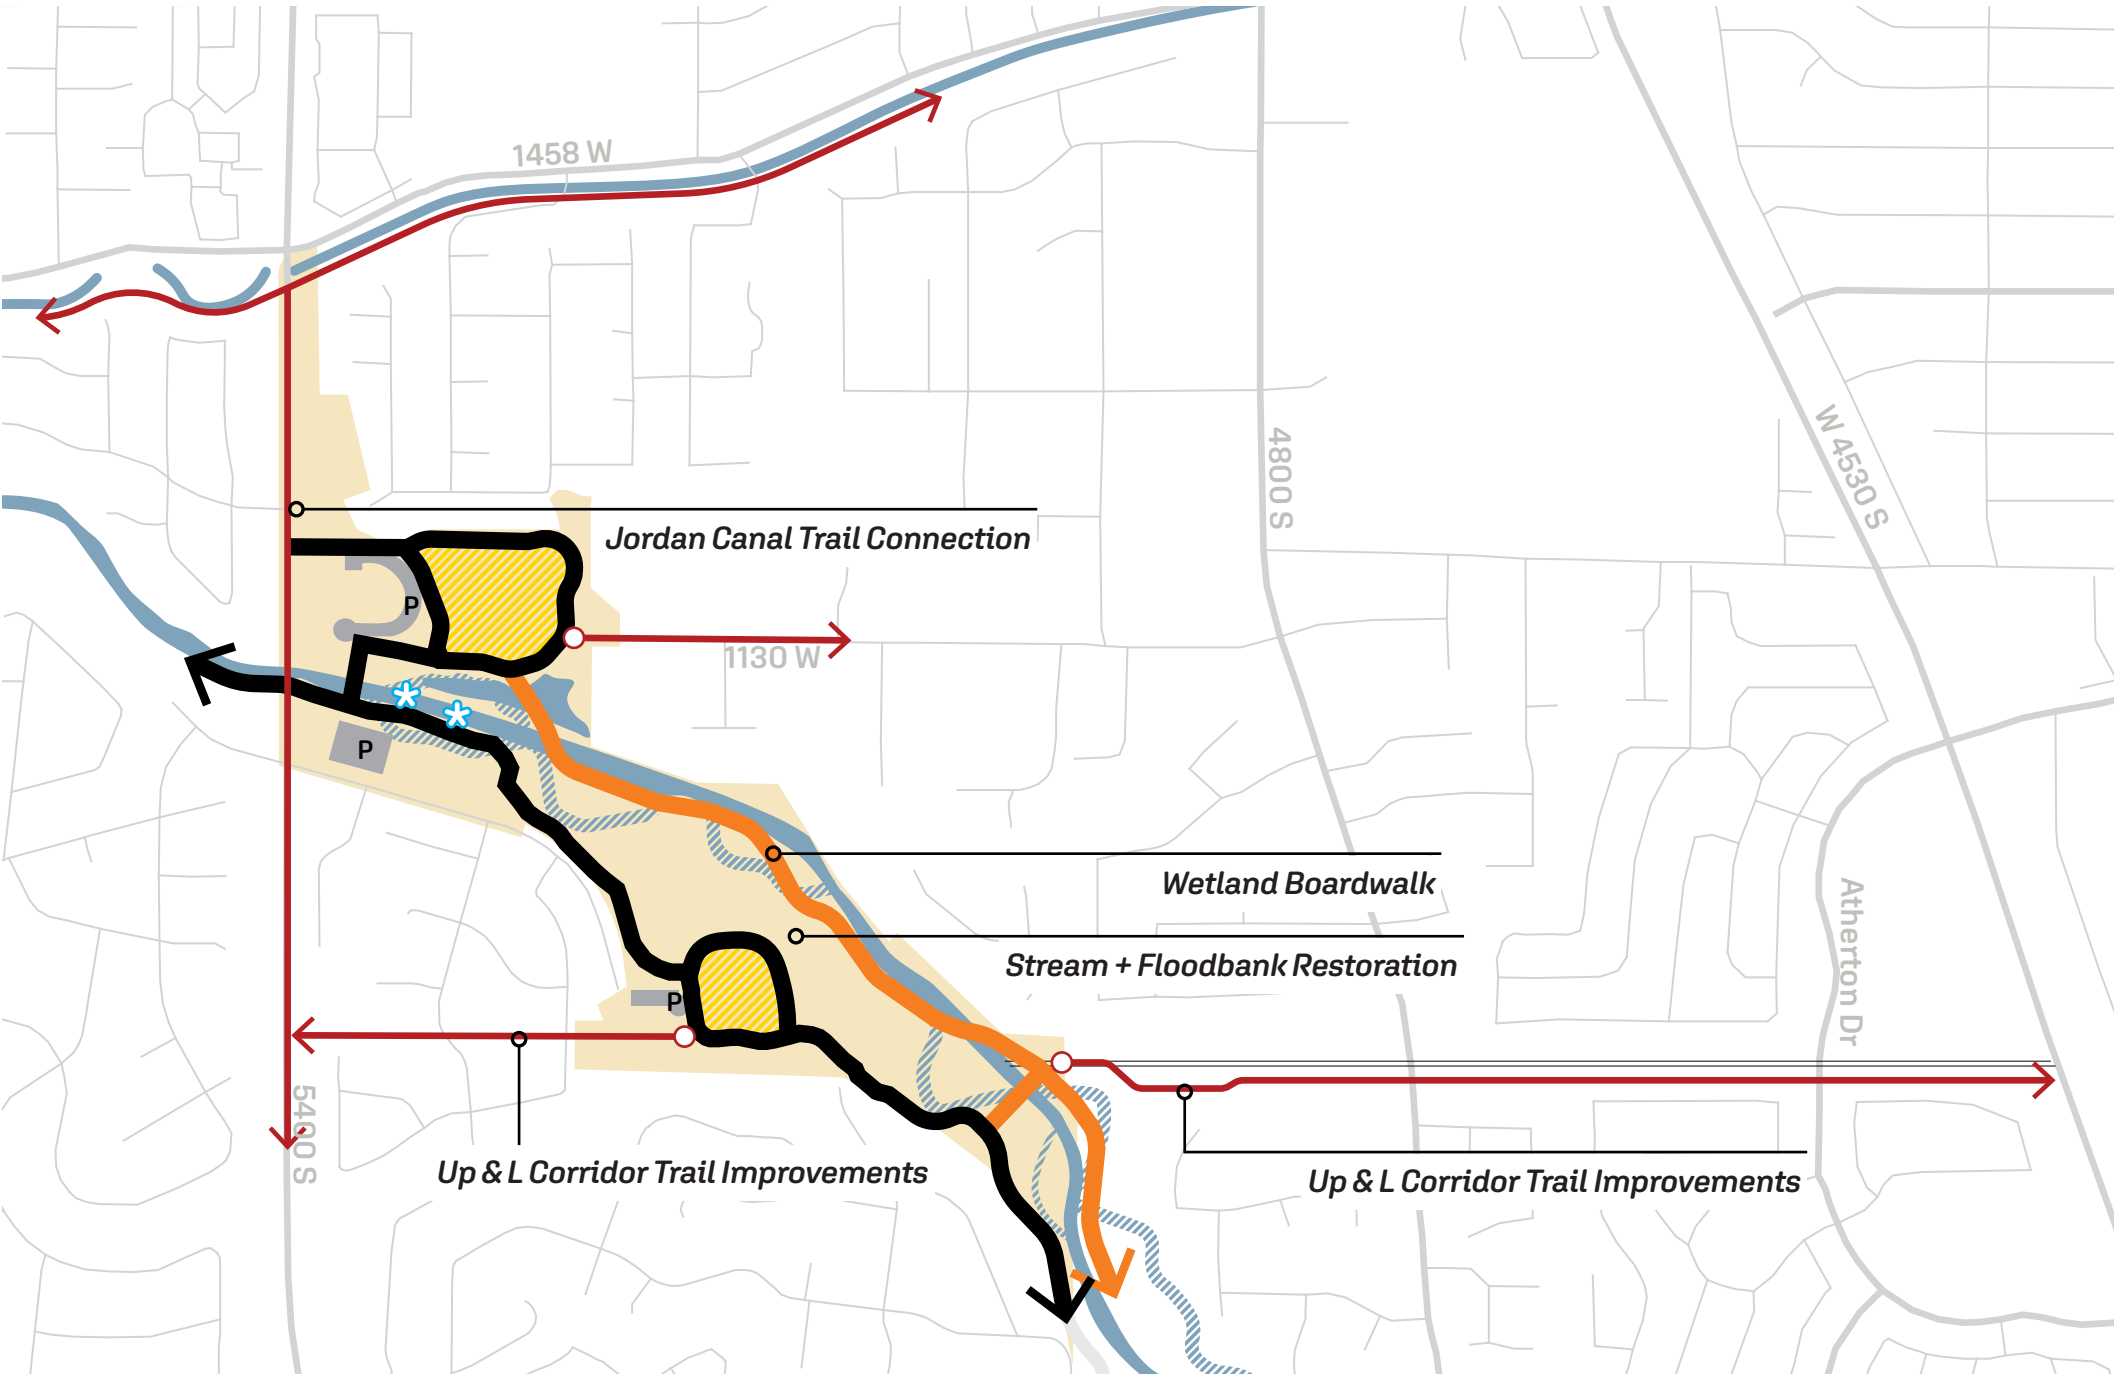 1458 W
4800 S
W 4530 S
Jordan Canal Trail Connection
P
1130 W
P
Wetland Boardwalk
Atherton Dr
Stream + Floodbank Restoration
P
5400 S
Up & L Corridor Trail Improvements
Up & L Corridor Trail Improvements